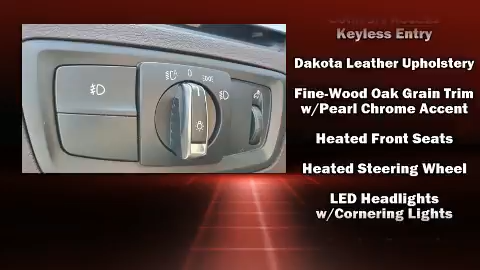 Keyless Entry
Dakota Leather Upholstery
Fine-Wood Oak Grain Trim
w/Pearl Chrome Accent
Heated Front Seats
Heated Steering Wheel
LED Headlights
w/Cornering Lights